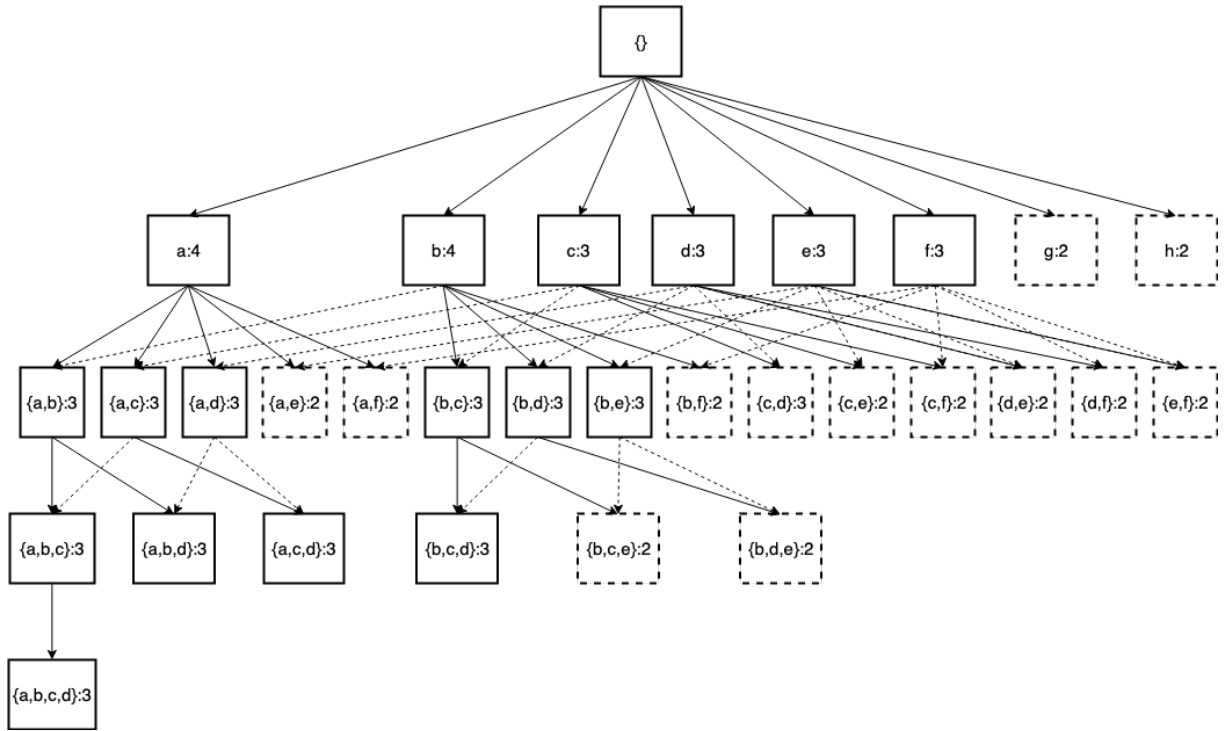 {}
a:4 b:4 c:3 d:3 e:3 f:3 g:2 h:2
{a,b}:3 {a,c}:3 {a,d}:3 {a,e}:2 {a,f}:2 {b,c}:3 {b,d}:3 {b,e}:3 {b,f}:2 {c,d}:3 {c,e}:2 {c,f}:2 {d,e}:2 {d,f}:2 {e,f}:2
{a,b,c}:3 {a,b,d}:3 {a,c,d}:3 {b,c,d}:3 {b,c,e}:2 {b,d,e}:2
{a,b,c,d}:3